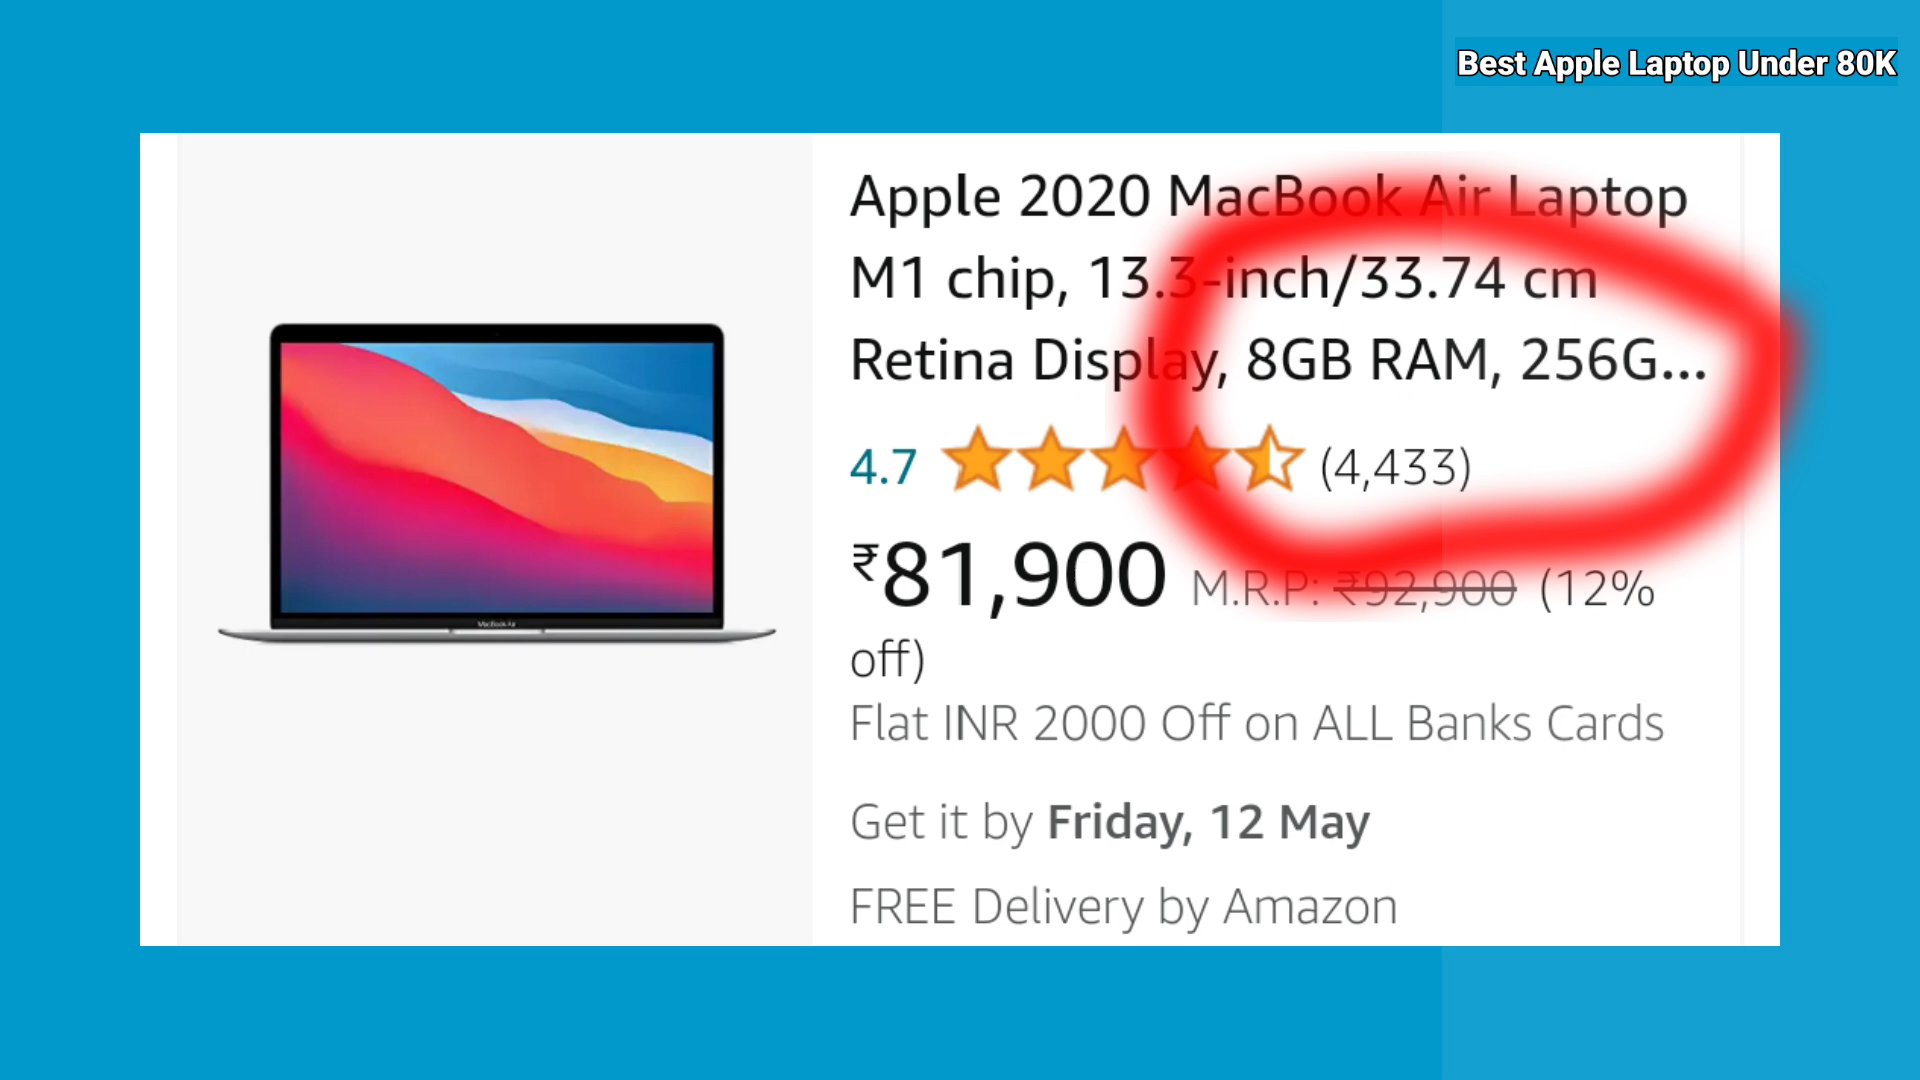 Best Apple Laptop Under 80K
Apple 2020 MacBook Air Laptop
M1 chip, 13.3-inch/33.74 cm
Retina Display, 8GB RAM, 256G...
4.7 (4,433)
₹81,900 M.R.P: ₹92,900 (12%
off)
Flat INR 2000 Off on ALL Banks Cards
Get it by Friday, 12 May
FREE Delivery by Amazon
MacBook Air